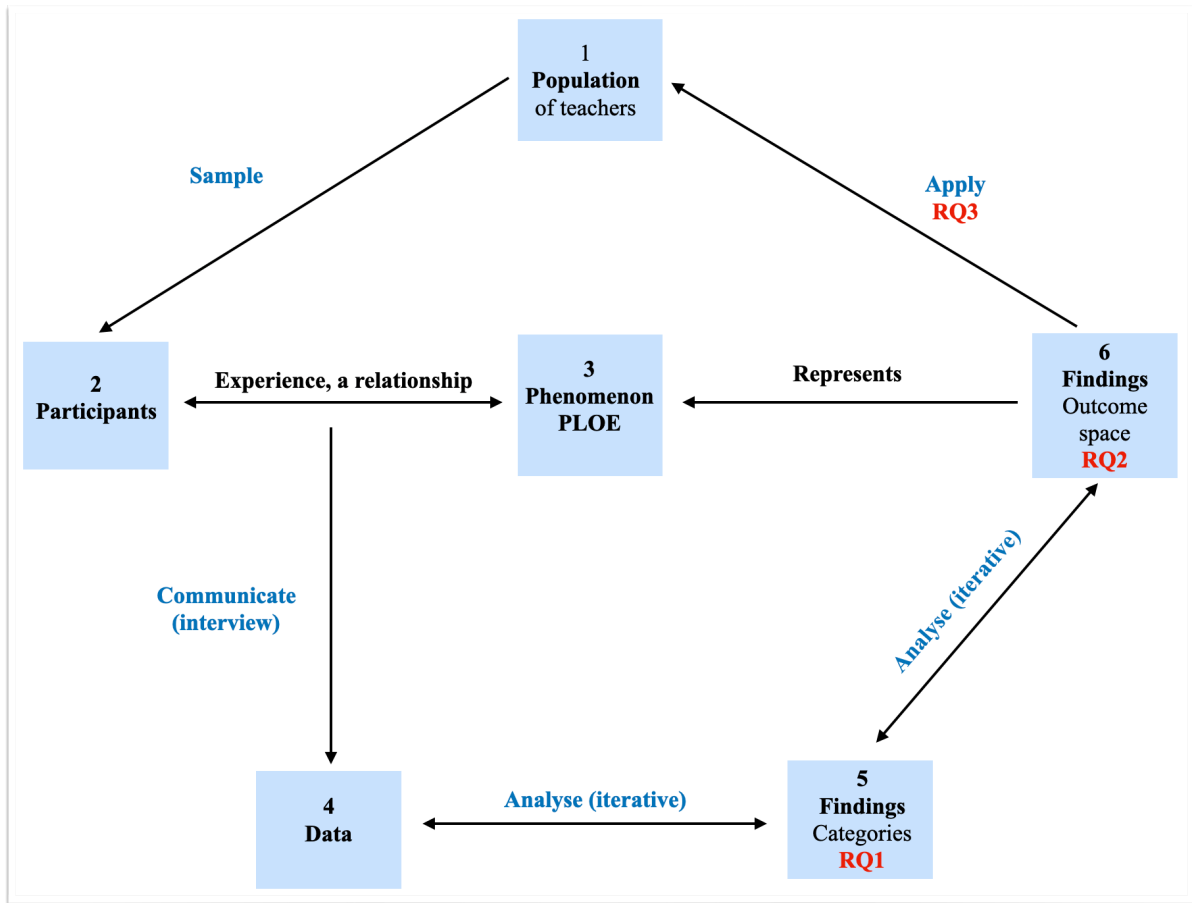 1
Population
of teachers
Sample
Apply
RQ3
2
Participants
Experience, a relationship
3
Phenomenon
PLOE
Represents
6
Findings
Outcome
space
RQ2
Communicate
(interview)
Analyse (iterative)
4
Data
Analyse (iterative)
5
Findings
Categories
RQ1